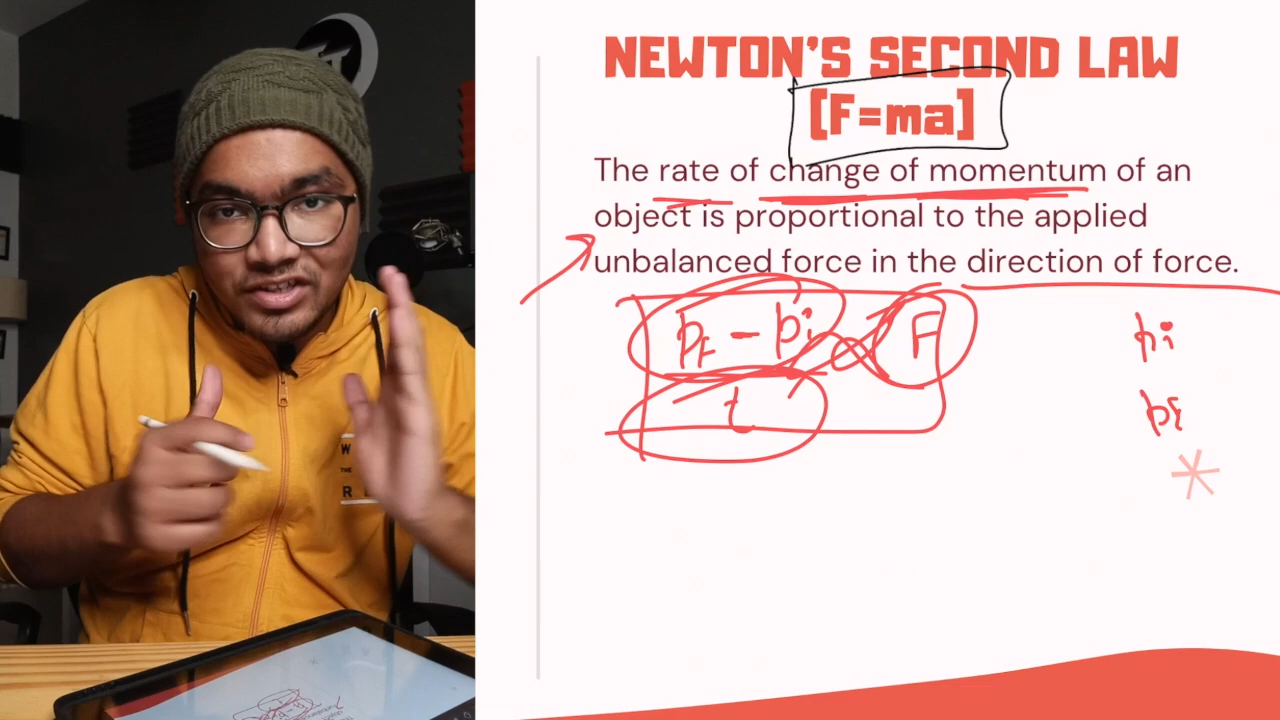 NEWTON'S SECOND LAW
[F=ma]
The rate of change of momentum of an
object is proportional to the applied
unbalanced force in the direction of force.
pf - pi ∝ F
t
pi
pf
W
THE
R